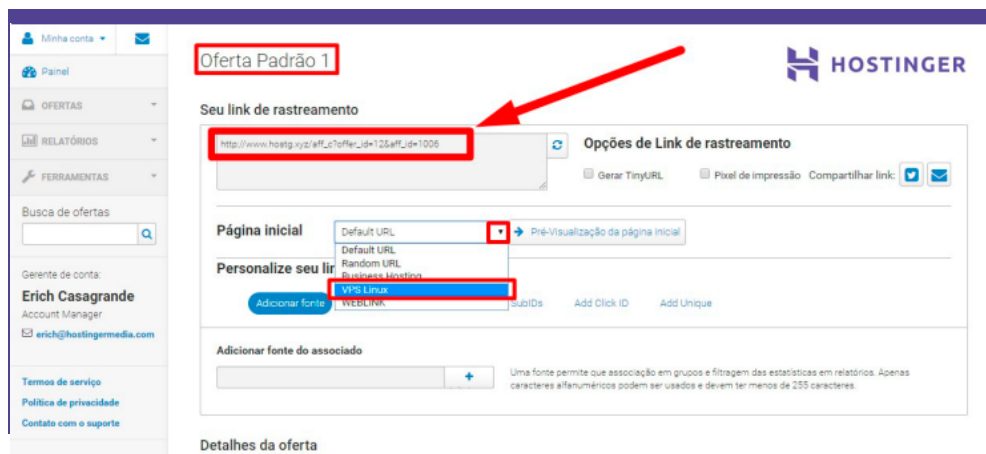 Minha conta
Painel
OFERTAS
RELATÓRIOS
FERRAMENTAS
Busca de ofertas
Gerente de conta:
Erich Casagrande
Account Manager
erich@hostingermedia.com
Termos de serviço
Política de privacidade
Contato com o suporte
Oferta Padrão 1
HOSTINGER
Seu link de rastreamento
http://www.hostg.xyz/aff_c?offer_id=12&aff_id=1006
Opções de Link de rastreamento
Gerar TinyURL Pixel de impressão Compartilhar link:
Página inicial Default URL Pré-Visualização da página inicial
Default URL
Random URL
Personalize seu lin
Business Hosting
VPS Linux
WEBLINK
Adicionar fonte SubIDs Add Click ID Add Unique
Adicionar fonte do associado
Uma fonte permite que associação em grupos e filtragem das estatísticas em relatórios. Apenas
caracteres alfanuméricos podem ser usados e devem ter menos de 255 caracteres.
Detalhes da oferta